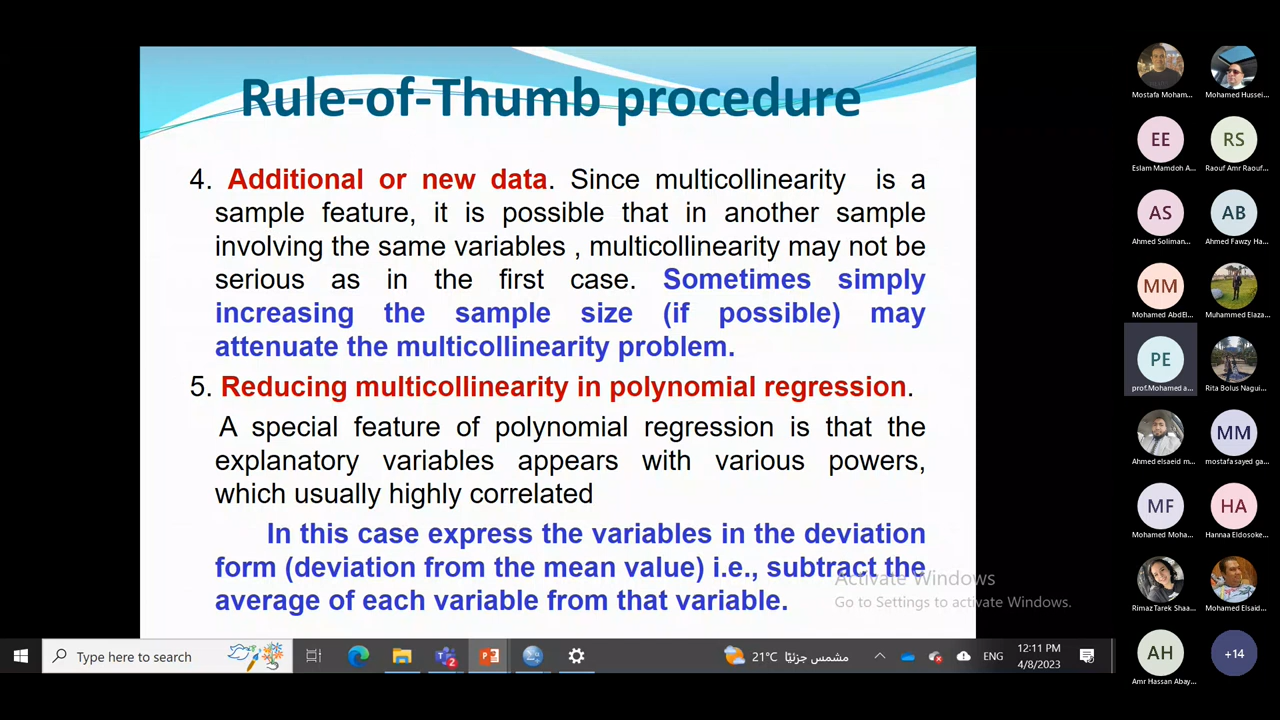 Rule-of-Thumb procedure
4. Additional or new data. Since multicollinearity is a
sample feature, it is possible that in another sample
involving the same variables , multicollinearity may not be
serious as in the first case. Sometimes simply
increasing the sample size (if possible) may
attenuate the multicollinearity problem.
5. Reducing multicollinearity in polynomial regression.
A special feature of polynomial regression is that the
explanatory variables appears with various powers,
which usually highly correlated
In this case express the variables in the deviation
form (deviation from the mean value) i.e., subtract the
average of each variable from that variable.
Activate Windows
Go to Settings to activate Windows.
Type here to search
2
21°C
مشمس جزئيًا
ENG
12:11 PM
4/8/2023
Mostafa Moham...
Mohamed Hussei...
EE
RS
Eslam Mamdoh A...
Raouf Amr Raouf...
AS
AB
Ahmed Soliman...
Ahmed Fawzy Ha...
MM
Mohamed AbdEl...
Muhammed Elaza...
PE
prof.Mohamed a...
Rita Bolus Nagui...
MM
Ahmed elsaeid m...
mostafa sayed ga...
MF
HA
Mohamed Moha...
Hannaa Eldosoke...
Rimaz Tarek Shaa...
Mohamed Elsaid...
AH
+14
Amr Hassan Abay...